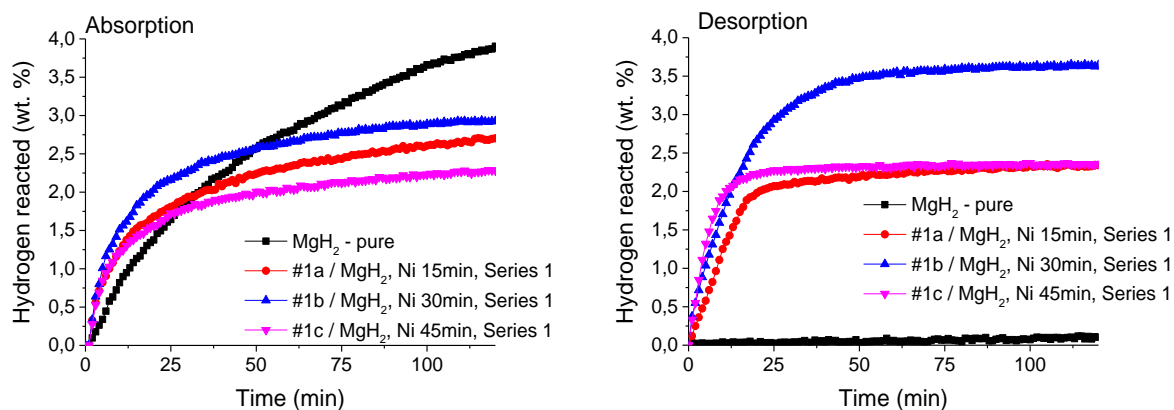 Absorption
4,0
3,5
3,0
2,5
2,0
1,5
1,0
0,5
0,0
Hydrogen reacted (wt. %)
MgH2 - pure
#1a / MgH2, Ni 15min, Series 1
#1b / MgH2, Ni 30min, Series 1
#1c / MgH2, Ni 45min, Series 1
0 25 50 75 100
Time (min)
Desorption
4,0
3,5
3,0
2,5
2,0
1,5
1,0
0,5
0,0
Hydrogen reacted (wt. %)
MgH2 - pure
#1a / MgH2, Ni 15min, Series 1
#1b / MgH2, Ni 30min, Series 1
#1c / MgH2, Ni 45min, Series 1
0 25 50 75 100
Time (min)